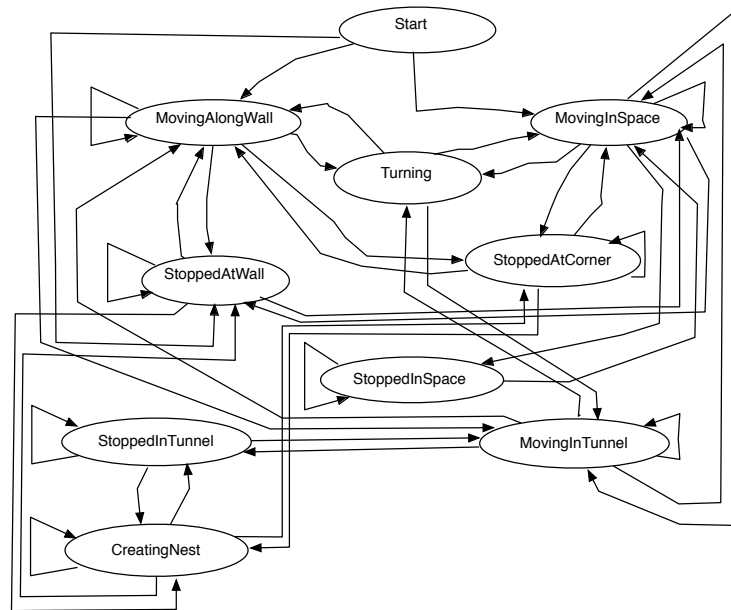 Start
MovingAlongWall
MovingInSpace
Turning
StoppedAtCorner
StoppedAtWall
StoppedInSpace
StoppedInTunnel
MovingInTunnel
CreatingNest